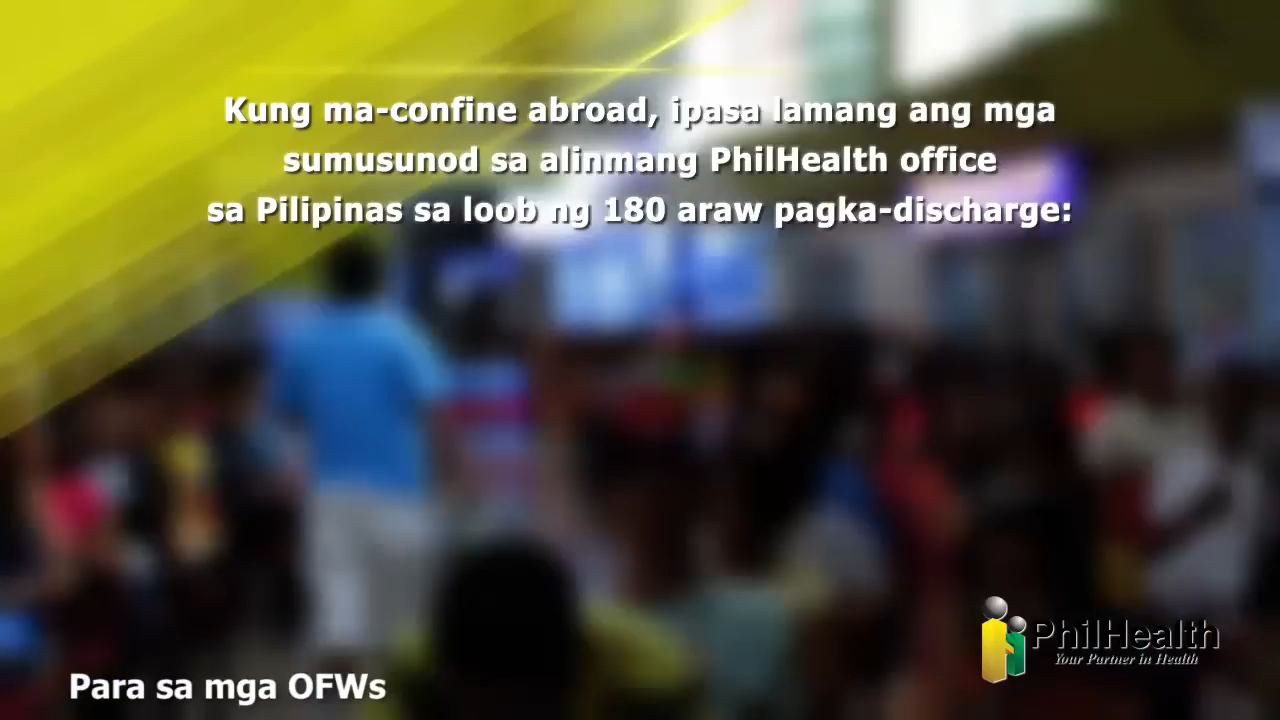 Kung ma-confine abroad, ipasa lamang ang mga
sumusunod sa alinmang PhilHealth office
sa Pilipinas sa loob ng 180 araw pagka-discharge:
PhilHealth
Your Partner in Health
Para sa mga OFWs